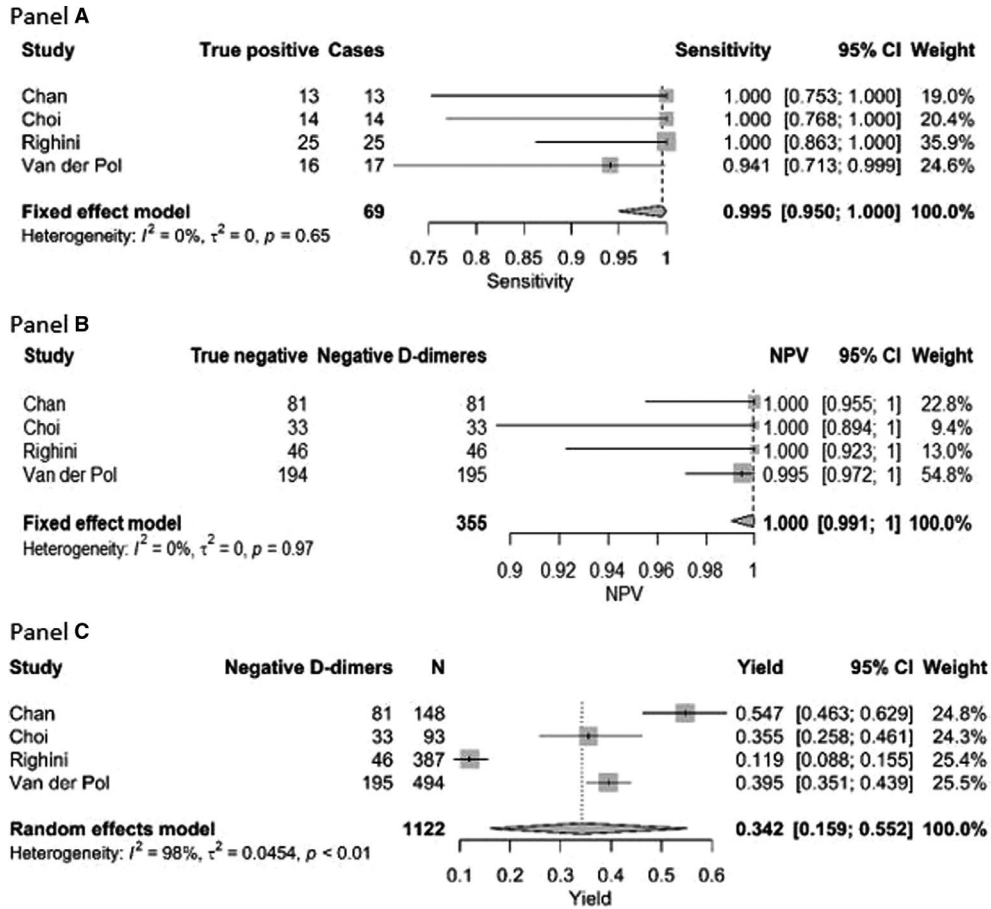 Panel A
Study True positive Cases Sensitivity 95% CI Weight
Chan 13 13 1.000 [0.753; 1.000] 19.0%
Choi 14 14 1.000 [0.768; 1.000] 20.4%
Righini 25 25 1.000 [0.863; 1.000] 35.9%
Van der Pol 16 17 0.941 [0.713; 0.999] 24.6%
Fixed effect model 69 0.995 [0.950; 1.000] 100.0%
Heterogeneity: I² = 0%, τ² = 0, p = 0.65
0.75 0.8 0.85 0.9 0.95 1
Sensitivity
Panel B
Study True negative Negative D-dimeres NPV 95% CI Weight
Chan 81 81 1.000 [0.955; 1] 22.8%
Choi 33 33 1.000 [0.894; 1] 9.4%
Righini 46 46 1.000 [0.923; 1] 13.0%
Van der Pol 194 195 0.995 [0.972; 1] 54.8%
Fixed effect model 355 1.000 [0.991; 1] 100.0%
Heterogeneity: I² = 0%, τ² = 0, p = 0.97
0.9 0.92 0.94 0.96 0.98 1
NPV
Panel C
Study Negative D-dimers N Yield 95% CI Weight
Chan 81 148 0.547 [0.463; 0.629] 24.8%
Choi 33 93 0.355 [0.258; 0.461] 24.3%
Righini 46 387 0.119 [0.088; 0.155] 25.4%
Van der Pol 195 494 0.395 [0.351; 0.439] 25.5%
Random effects model 1122 0.342 [0.159; 0.552] 100.0%
Heterogeneity: I² = 98%, τ² = 0.0454, p < 0.01
0.1 0.2 0.3 0.4 0.5 0.6
Yield